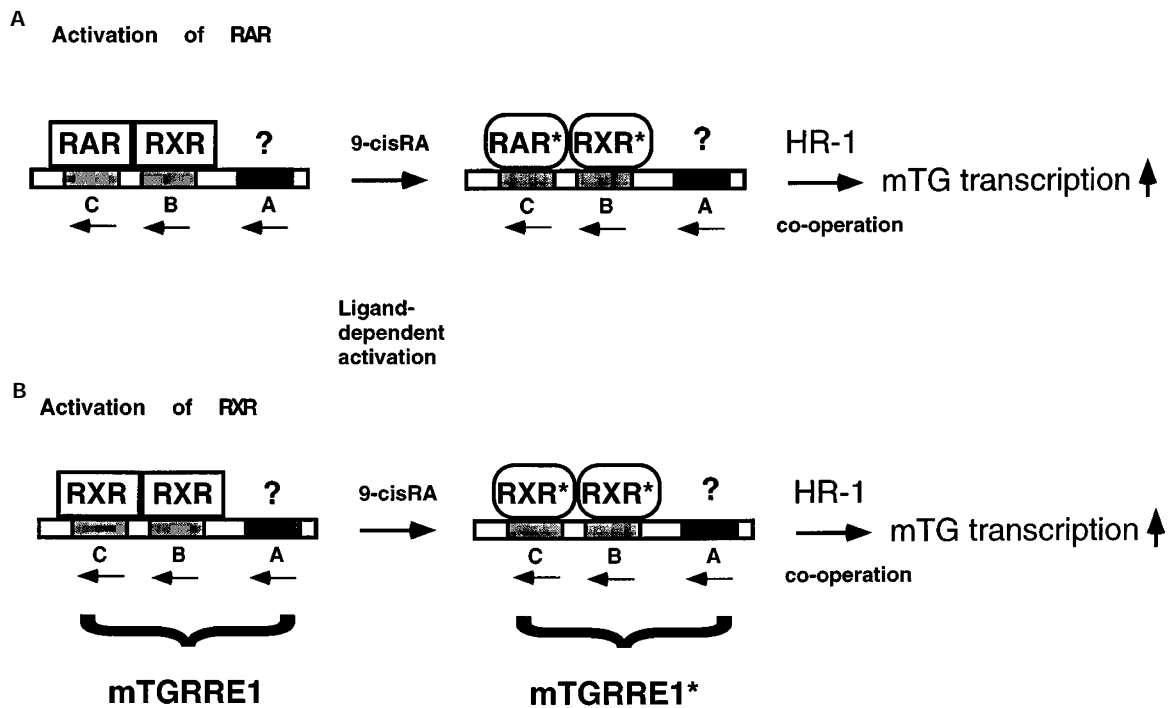 A
Activation of RAR
RAR RXR ? 9-cisRA RAR* RXR* ? HR-1
mTG transcription
C B A C B A co-operation
Ligand-
dependent
activation
B
Activation of RXR
RXR RXR ? 9-cisRA RXR* RXR* ? HR-1
mTG transcription
C B A C B A co-operation
mTGRRE1 mTGRRE1*